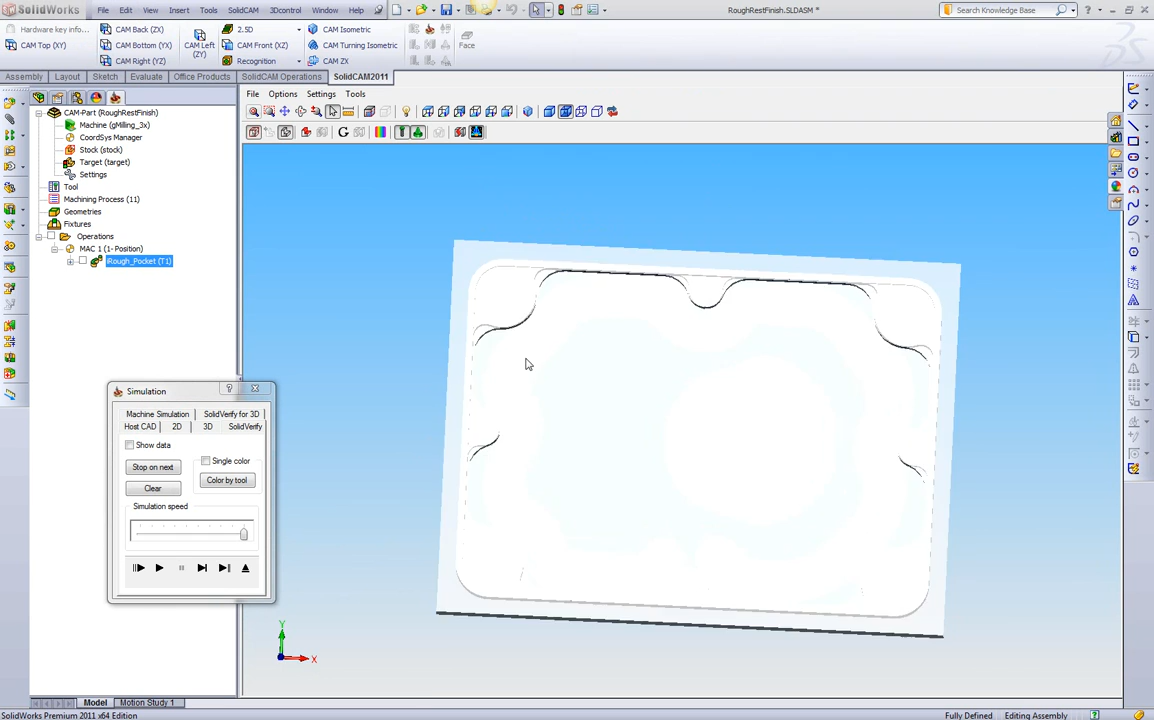 SolidWorks File Edit View Insert Tools SolidCAM 3Dcontrol Window Help RoughRestFinish.SLDASM * Search Knowledge Base
Hardware key info... CAM Back (ZX) 2.5D CAM Isometric
CAM Top (XY) CAM Bottom (YX) CAM Left (ZY) CAM Front (XZ) CAM Turning Isometric Face
CAM Right (YZ) Recognition CAM ZX
Assembly Layout Sketch Evaluate Office Products SolidCAM Operations SolidCAM2011
File Options Settings Tools
CAM-Part (RoughRestFinish)
Machine (gMilling_3x)
CoordSys Manager
Stock (stock)
Target (target)
Settings
Tool
Machining Process (11)
Geometries
Fixtures
Operations
MAC 1 (1- Position)
iRough_Pocket (T1)
Simulation
Machine Simulation SolidVerify for 3D
Host CAD 2D 3D SolidVerify
Show data
Stop on next Single color
Clear Color by tool
Simulation speed
Y
X
Model Motion Study 1
SolidWorks Premium 2011 x64 Edition Fully Defined Editing Assembly